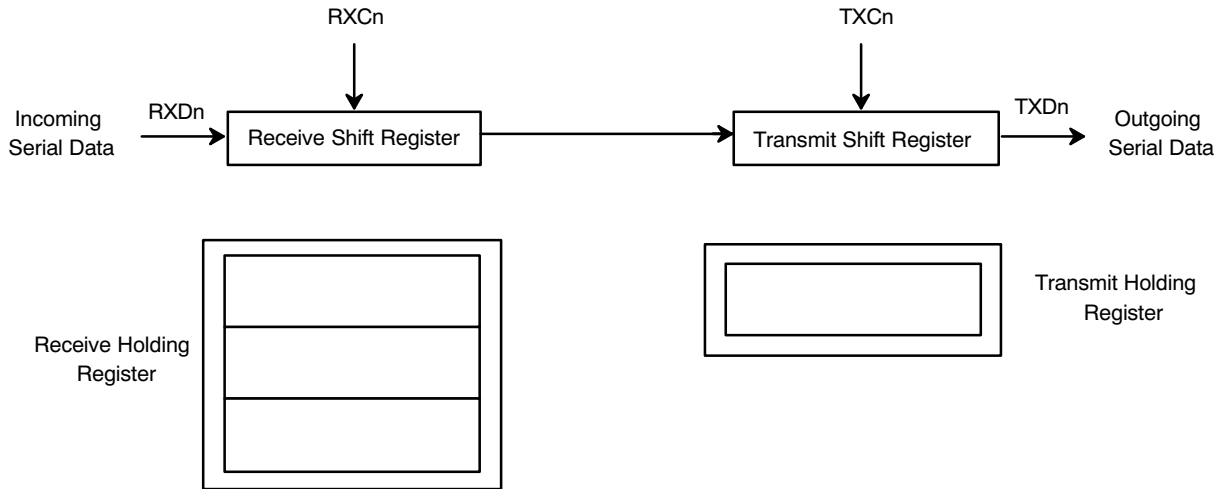 RXCn
TXCn
Incoming
Serial Data
RXDn
Receive Shift Register
Transmit Shift Register
TXDn
Outgoing
Serial Data
Receive Holding
Register
Transmit Holding
Register